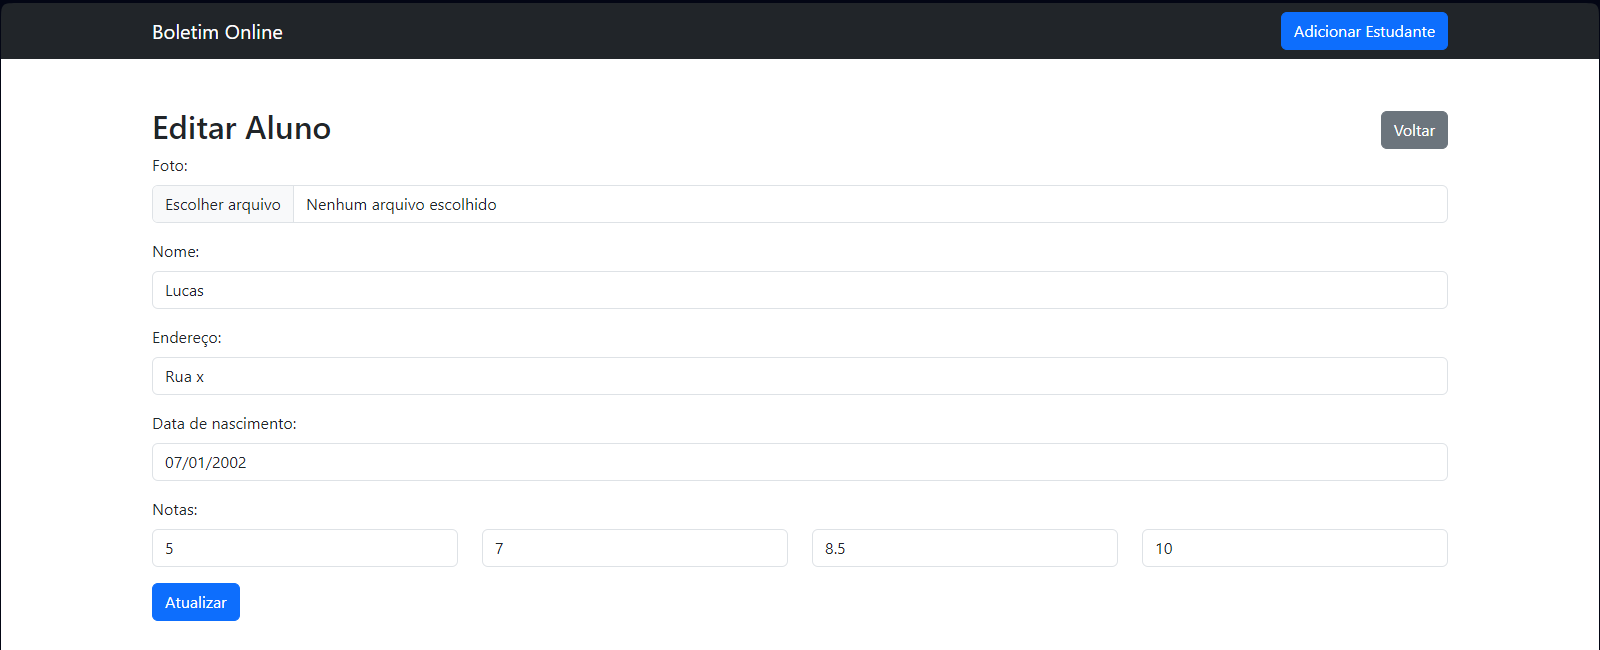 Boletim Online
Adicionar Estudante
Editar Aluno
Voltar
Foto:
Escolher arquivo
Nenhum arquivo escolhido
Nome:
Lucas
Endereço:
Rua x
Data de nascimento:
07/01/2002
Notas:
5
7
8.5
10
Atualizar